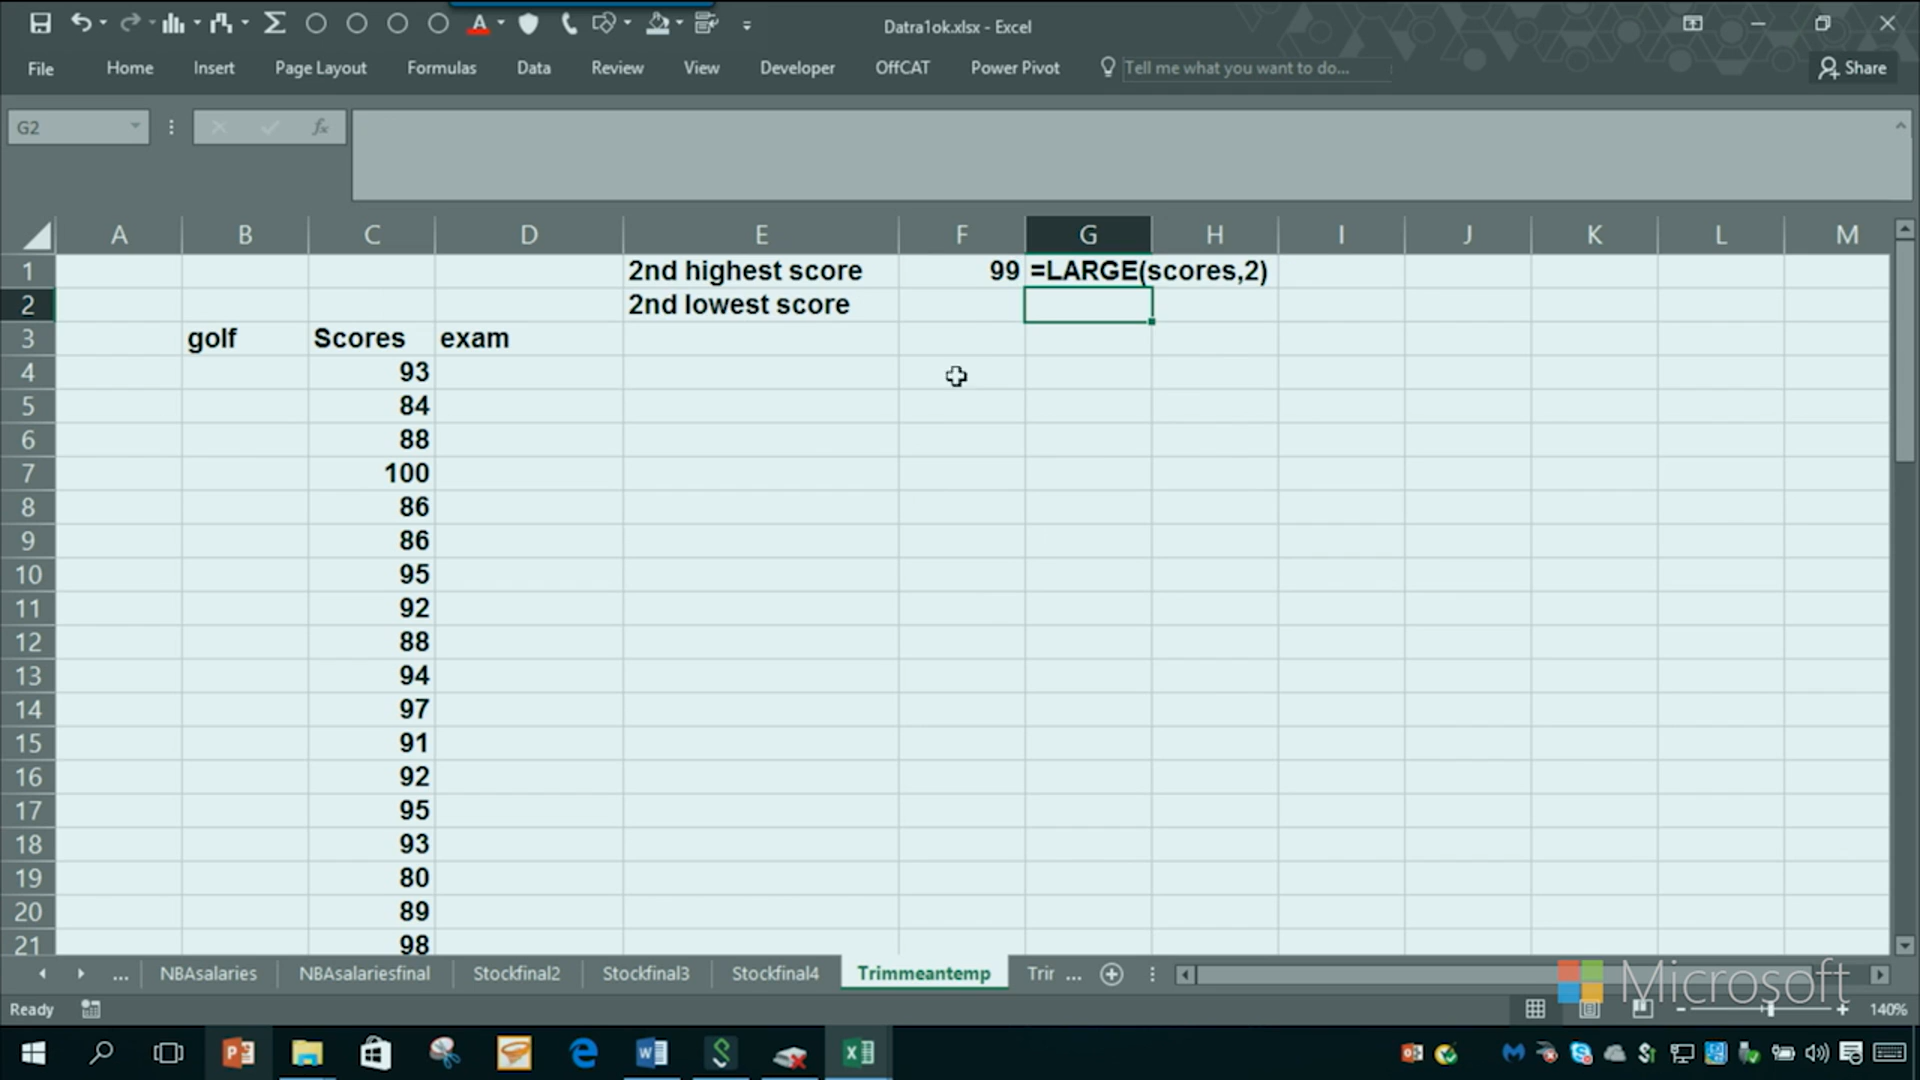 Datra1ok.xlsx - Excel
File Home Insert Page Layout Formulas Data Review View Developer OffCAT Power Pivot Tell me what you want to do... Share
G2 fx
A B C D E F G H I J K L M
1 2nd highest score 99 =LARGE(scores,2)
2 2nd lowest score
3 golf Scores exam
4 93
5 84
6 88
7 100
8 86
9 86
10 95
11 92
12 88
13 94
14 97
15 91
16 92
17 95
18 93
19 80
20 89
21 98
... NBAsalaries NBAsalariesfinal Stockfinal2 Stockfinal3 Stockfinal4 Trimmeantemp Trir ...
Microsoft
Ready 140%